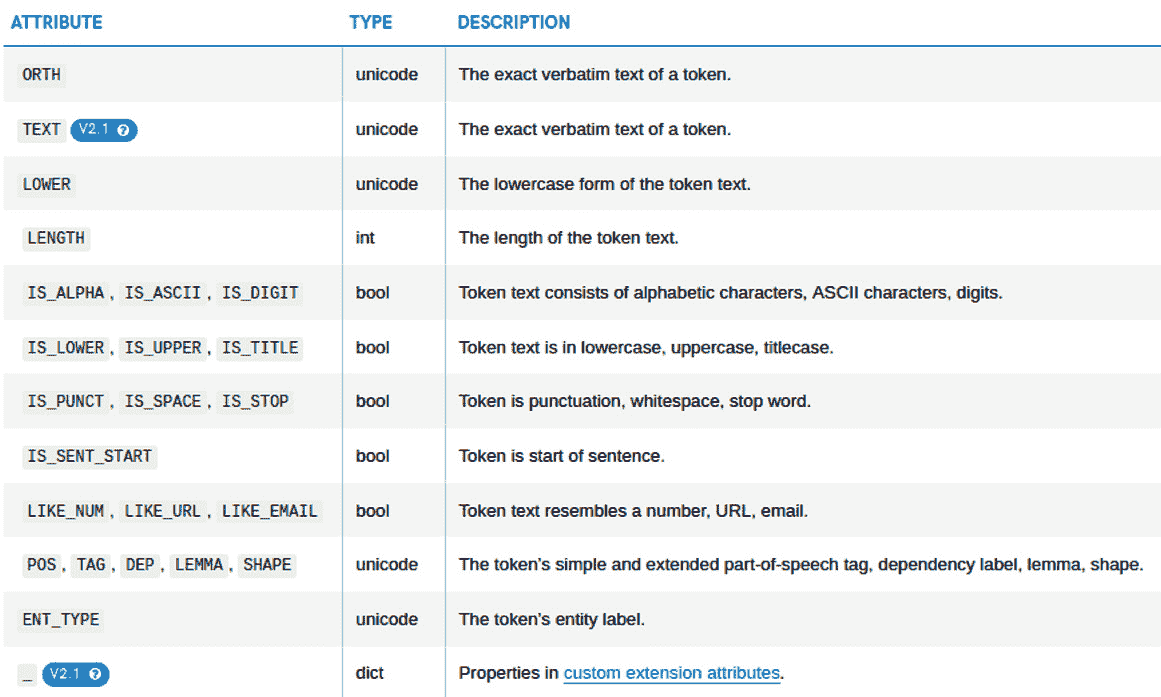 ATTRIBUTE TYPE DESCRIPTION
ORTH unicode The exact verbatim text of a token.
TEXT V2.1 ? unicode The exact verbatim text of a token.
LOWER unicode The lowercase form of the token text.
LENGTH int The length of the token text.
IS_ALPHA, IS_ASCII, IS_DIGIT bool Token text consists of alphabetic characters, ASCII characters, digits.
IS_LOWER, IS_UPPER, IS_TITLE bool Token text is in lowercase, uppercase, titlecase.
IS_PUNCT, IS_SPACE, IS_STOP bool Token is punctuation, whitespace, stop word.
IS_SENT_START bool Token is start of sentence.
LIKE_NUM, LIKE_URL, LIKE_EMAIL bool Token text resembles a number, URL, email.
POS, TAG, DEP, LEMMA, SHAPE unicode The token’s simple and extended part-of-speech tag, dependency label, lemma, shape.
ENT_TYPE unicode The token’s entity label.
_ V2.1 ? dict Properties in custom extension attributes.